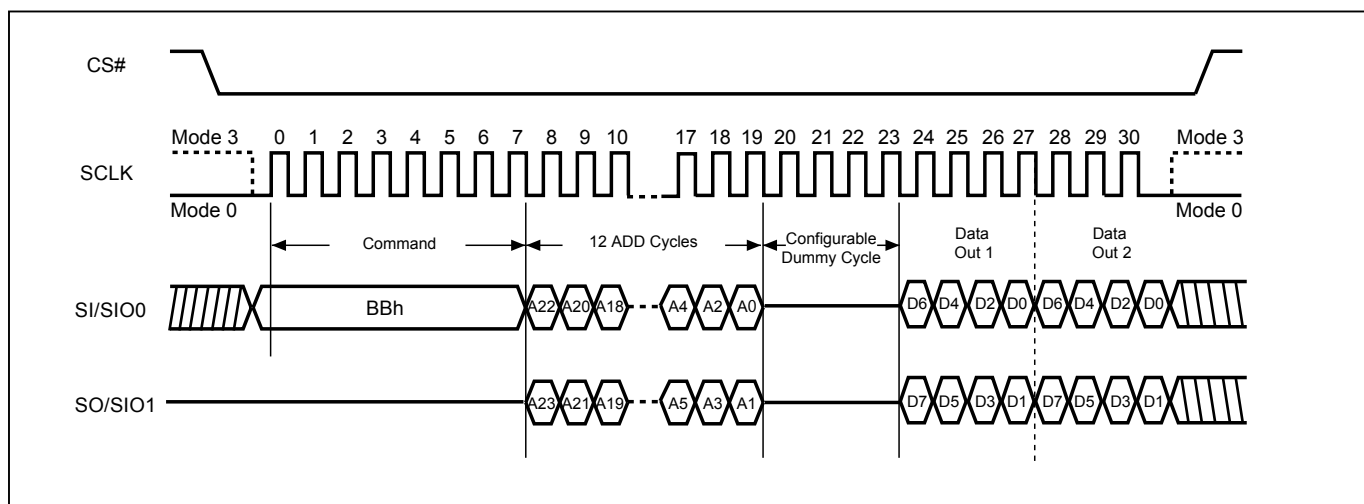 CS#
Mode 3 0 1 2 3 4 5 6 7 8 9 10 17 18 19 20 21 22 23 24 25 26 27 28 29 30 Mode 3
SCLK
Mode 0 Mode 0
Command 12 ADD Cycles Configurable Dummy Cycle Data Out 1 Data Out 2
SI/SIO0 BBh A22 A20 A18 A4 A2 A0 D6 D4 D2 D0 D6 D4 D2 D0
SO/SIO1 A23 A21 A19 A5 A3 A1 D7 D5 D3 D1 D7 D5 D3 D1